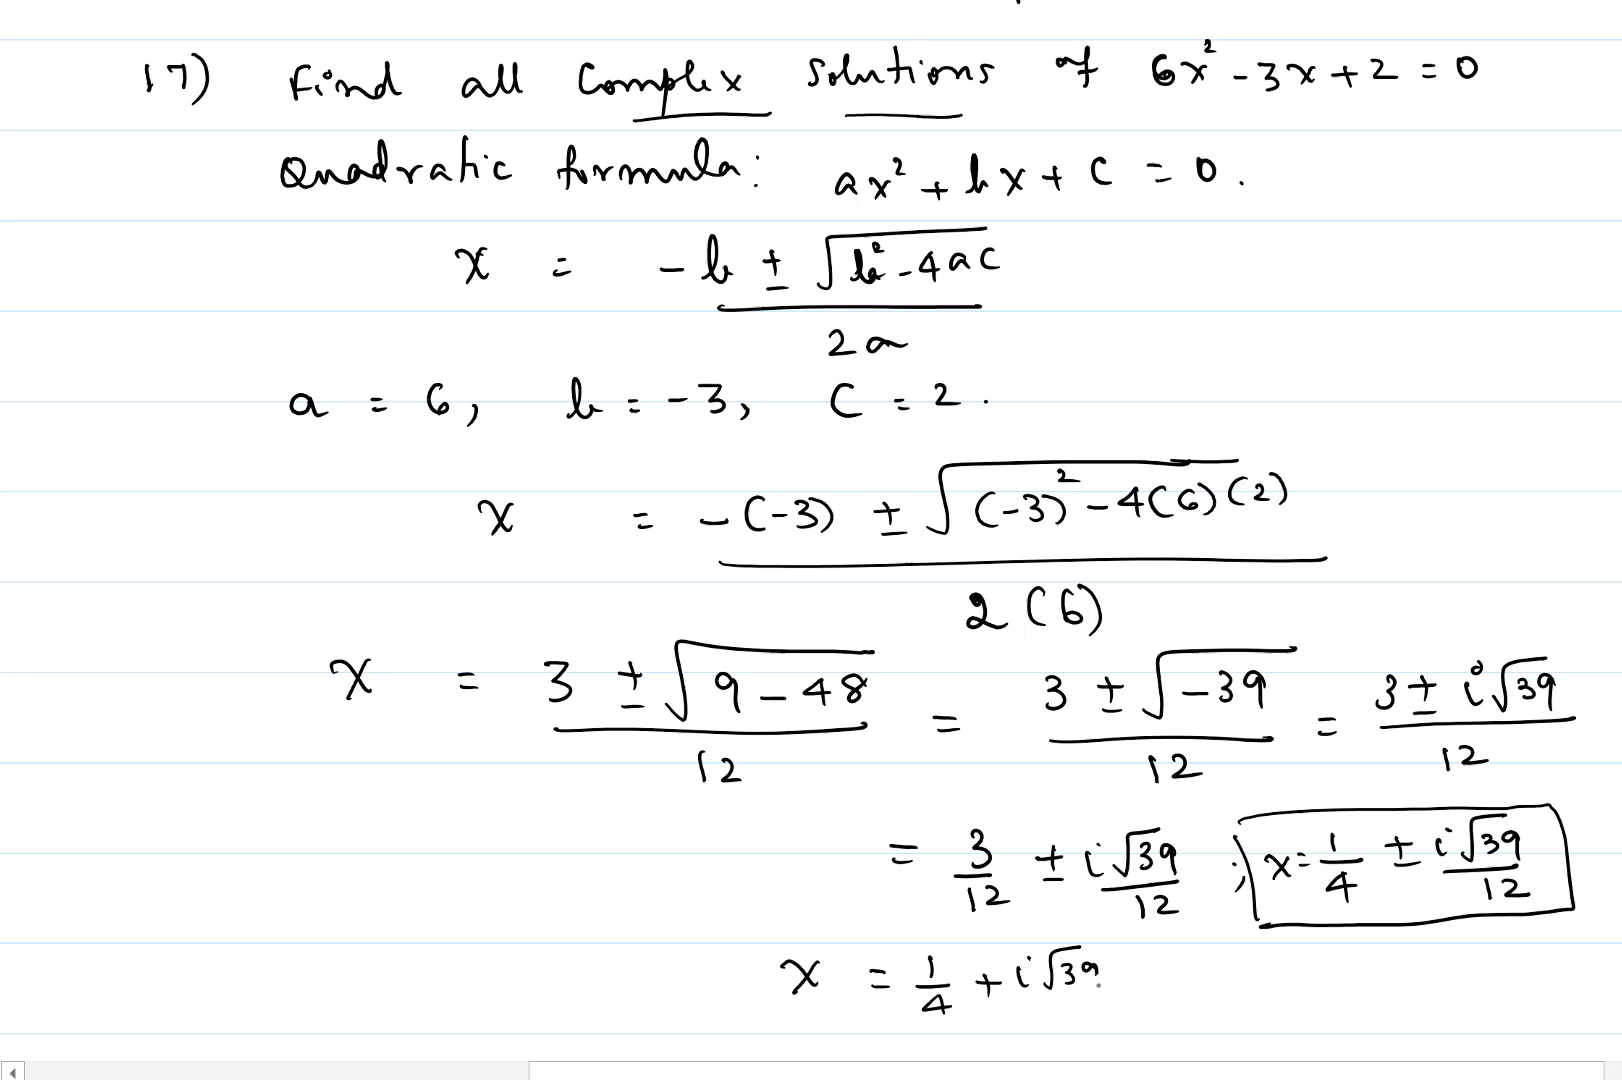 17) Find all Complex Solutions of 6x² - 3x + 2 = 0
Quadratic formula: ax² + bx + c = 0.
x = -b ± √(b² - 4ac) / 2a
a = 6, b = -3, C = 2.
x = -(-3) ± √((-3)² - 4(6)(2)) / 2(6)
x = 3 ± √(9 - 48) / 12 = 3 ± √(-39) / 12 = 3 ± i√39 / 12
= 3/12 ± i√39/12 ; x = 1/4 ± i√39/12
x = 1/4 + i√39